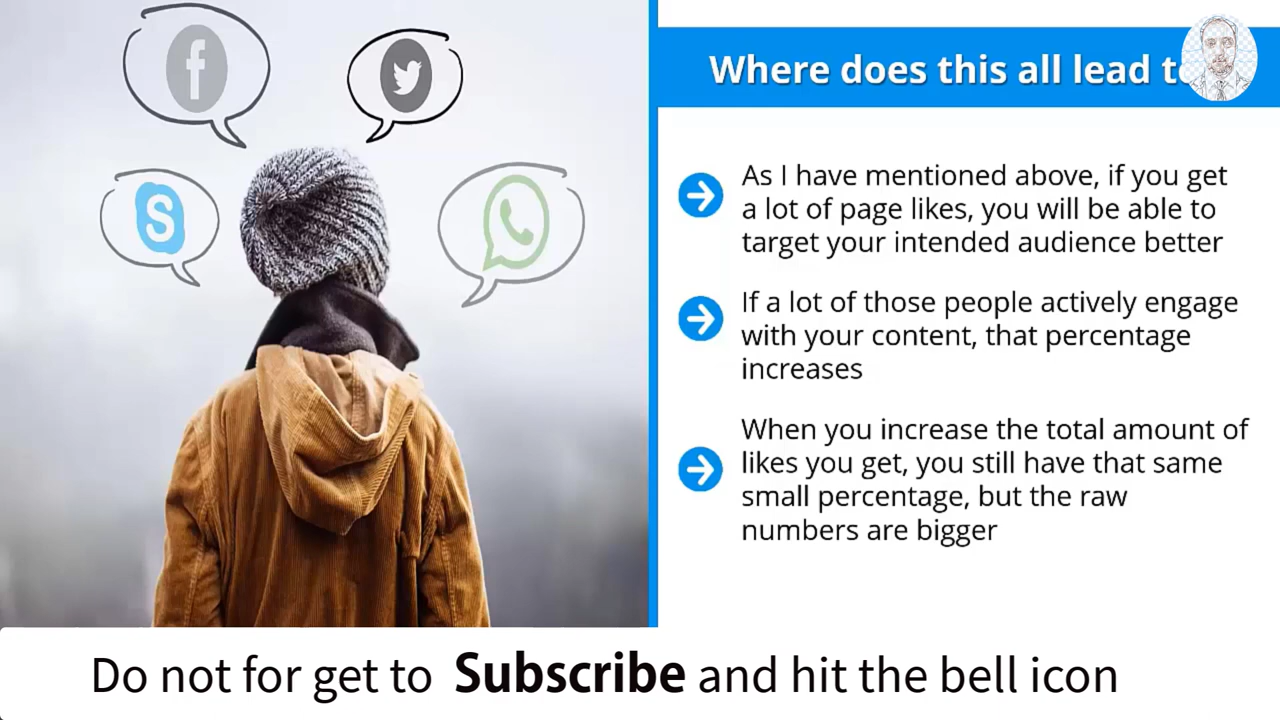 Where does this all lead
As I have mentioned above, if you get
a lot of page likes, you will be able to
target your intended audience better
If a lot of those people actively engage
with your content, that percentage
increases
When you increase the total amount of
likes you get, you still have that same
small percentage, but the raw
numbers are bigger
Do not for get to Subscribe and hit the bell icon